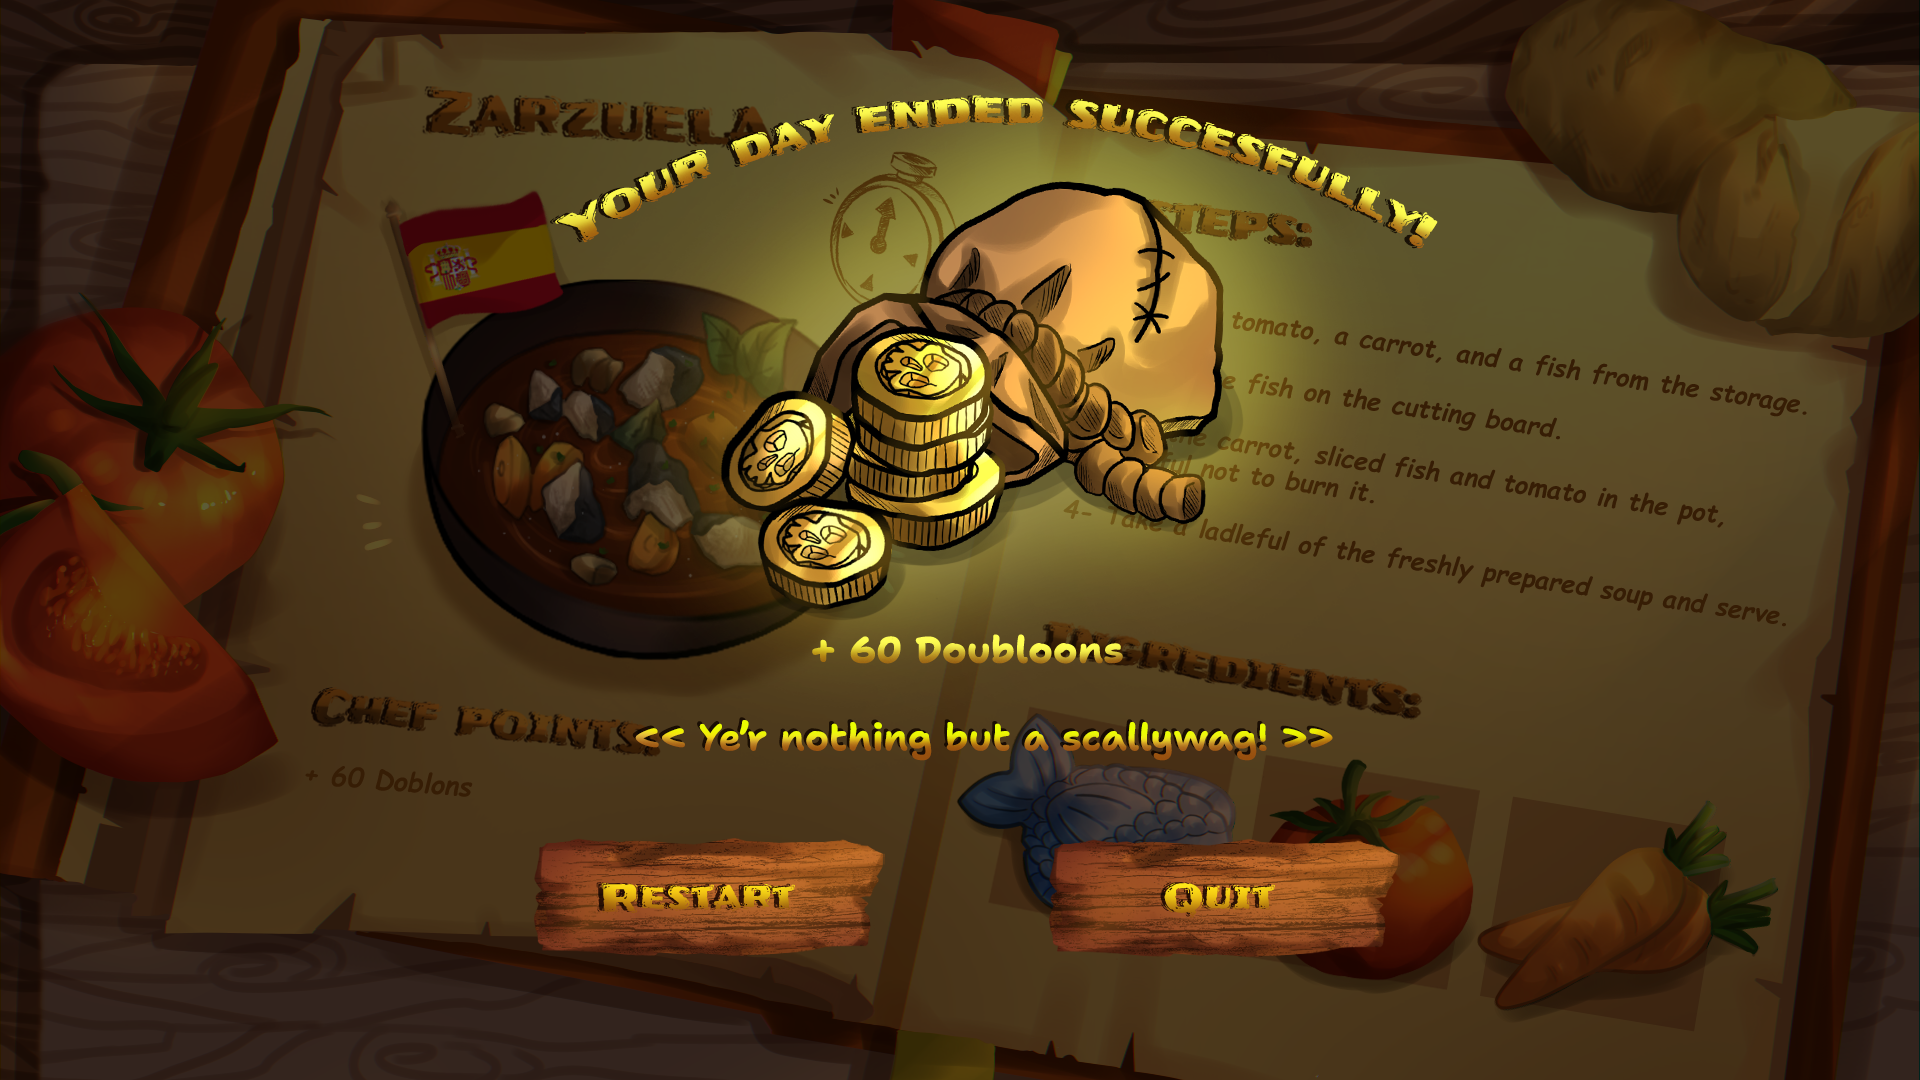 ZARZUELA
YOUR DAY ENDED SUCCESFULLY!
STEPS:
tomato, a carrot, and a fish from the storage.
fish on the cutting board.
carrot, sliced fish and tomato in the pot,
not to burn it.
4- Take a ladleful of the freshly prepared soup and serve.
+ 60 Doubloons
INGREDIENTS:
CHEF POINTS
<< Ye'r nothing but a scallywag! >>
+ 60 Doblons
RESTART
QUIT